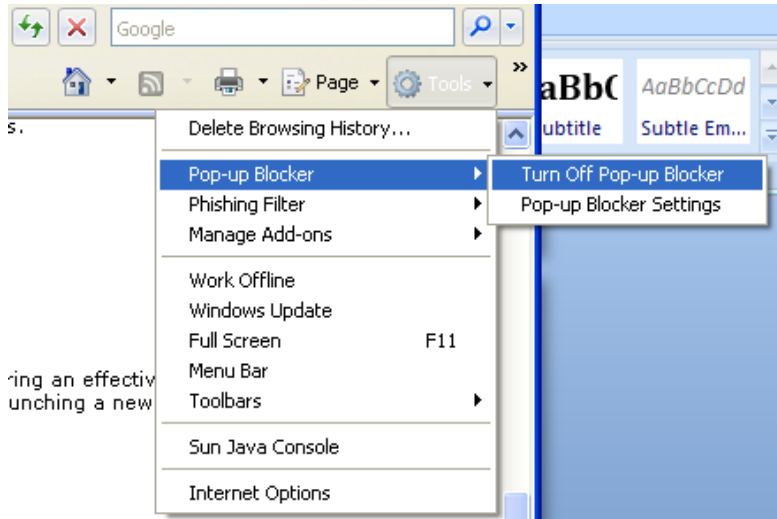 Google
Page
Tools
»
aBb(
AaBbCcDd
ubtitle
Subtle Em...
s.
Delete Browsing History...
Pop-up Blocker
Turn Off Pop-up Blocker
Phishing Filter
Pop-up Blocker Settings
Manage Add-ons
Work Offline
Windows Update
Full Screen F11
Menu Bar
ring an effectiv
Toolbars
unching a new
Sun Java Console
Internet Options